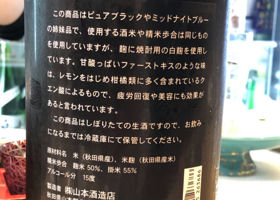 この商品はピュアブラックやミッドナイトブルー
の姉妹品で、使用する酒米や精米歩合は同じもの
を使用していますが、麹に焼酎用の白麹を使用し
ています。甘酸っぱいファーストキスのような味
は、レモンをはじめ柑橘類に多く含まれているク
エン酸によるもので、疲労回復や美容にも効果が
あると言われています。
この商品はしぼりたての生酒ですので、お飲み
になるまでは冷蔵庫にて保管してください。
原材料名 米(秋田県産)、米麹(秋田県産)
精米歩合 麹米 50%、掛米 55%
アルコール分 15度
製造者 ㈱山本酒造店